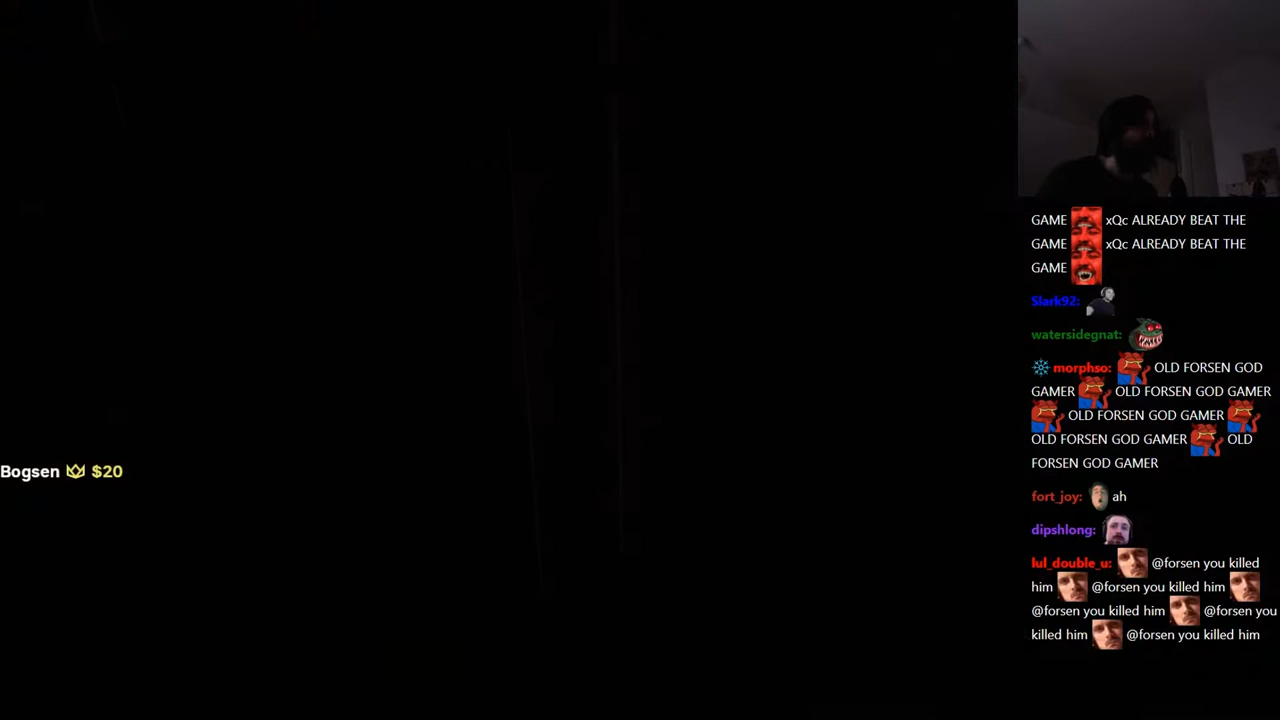 GAME xQc ALREADY BEAT THE
GAME xQc ALREADY BEAT THE
GAME
Slark92:
watersidegnat:
morphso: OLD FORSEN GOD
GAMER OLD FORSEN GOD GAMER
OLD FORSEN GOD GAMER
OLD FORSEN GOD GAMER OLD
FORSEN GOD GAMER
Bogsen $20
fort_joy: ah
dipshlong:
lul_double_u: @forsen you killed
him @forsen you killed him
@forsen you killed him @forsen you
killed him @forsen you killed him